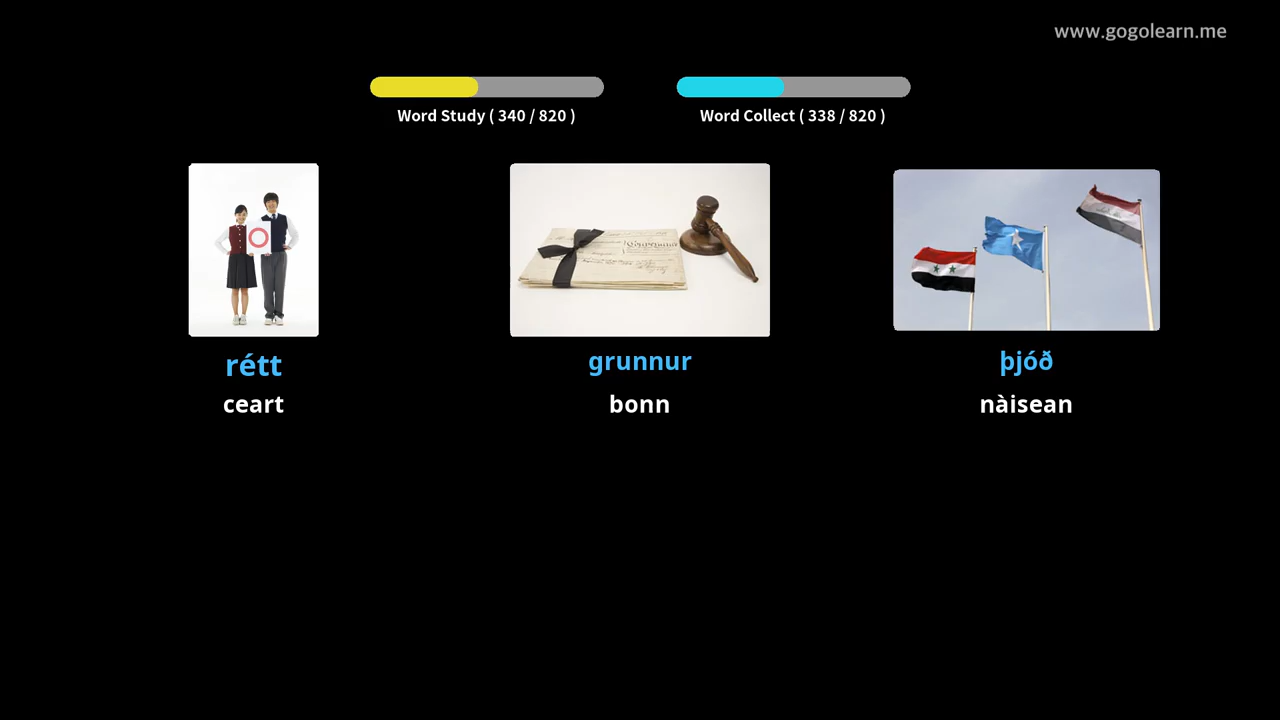 www.gogolearn.me
Word Study ( 340 / 820 )
Word Collect ( 338 / 820 )
rétt
ceart
grunnur
bonn
þjóð
nàisean